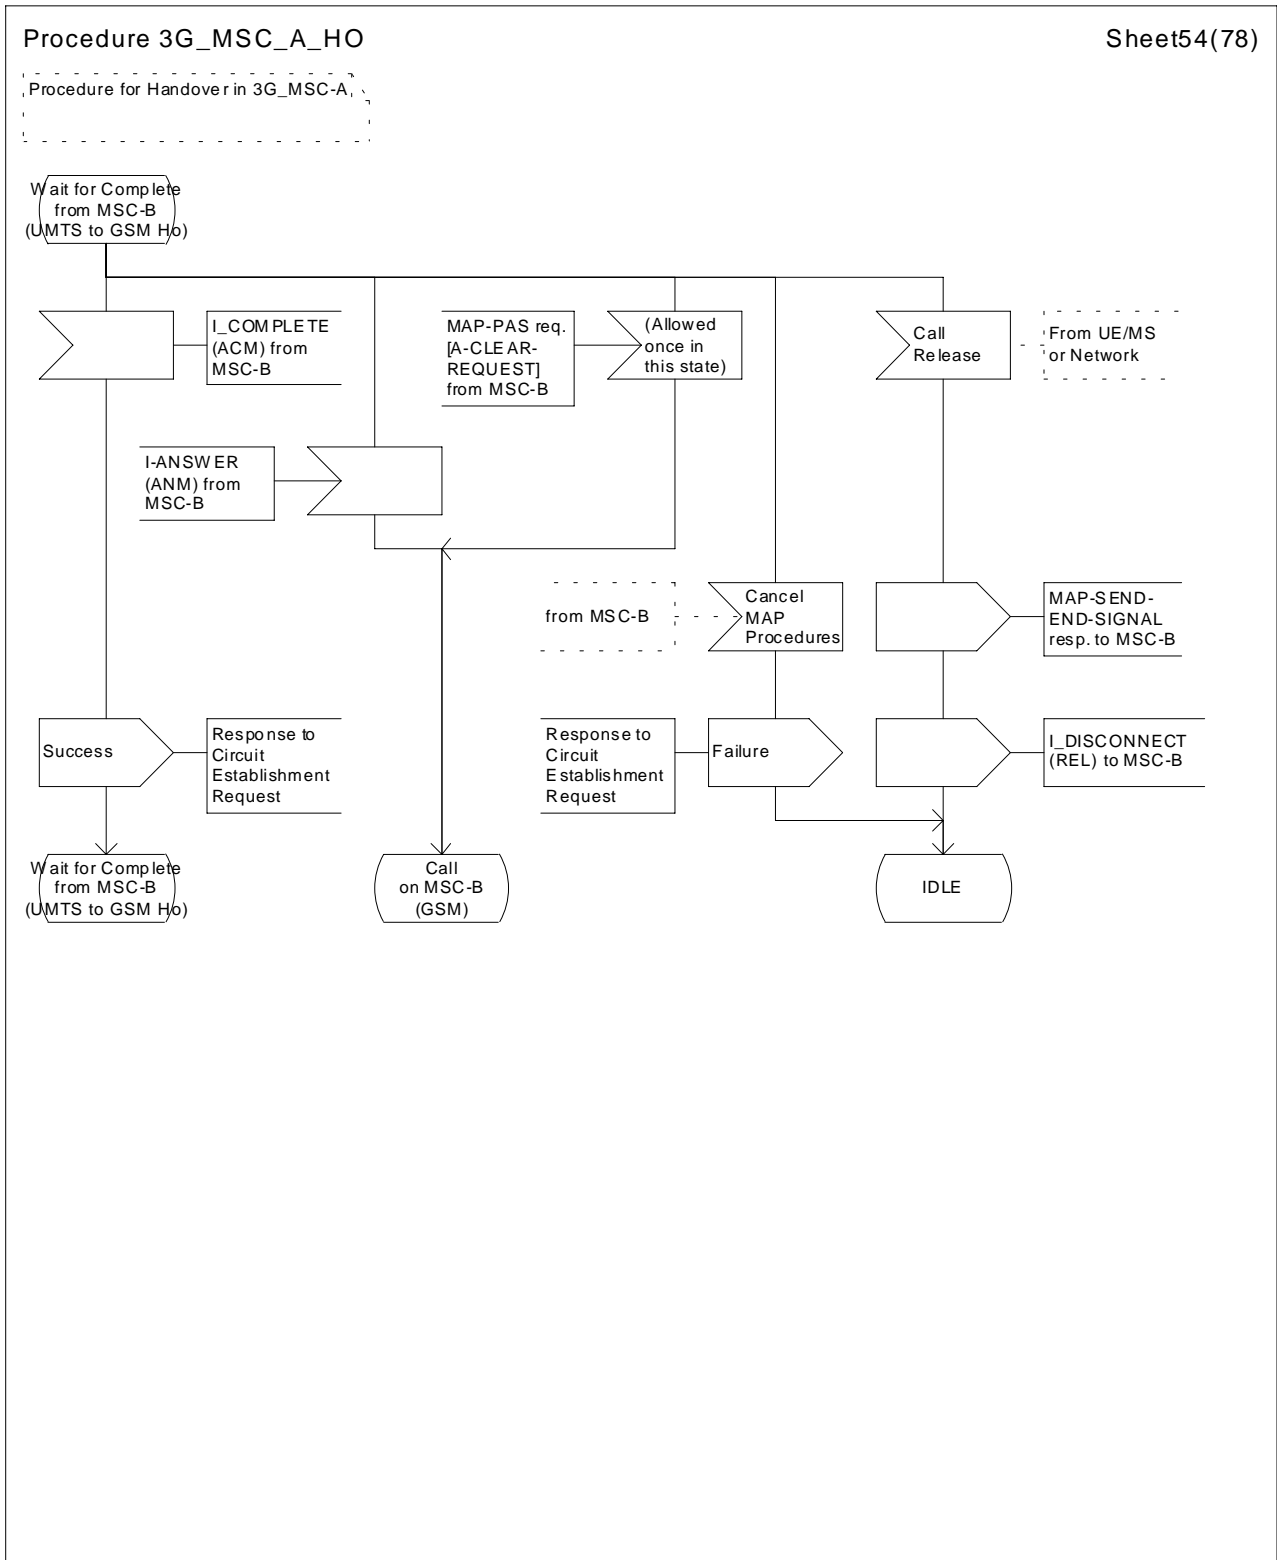 Procedure 3G_MSC_A_HO
Sheet54(78)
Procedure for Handover in 3G_MSC-A
Wait for Complete
from MSC-B
(UMTS to GSM Ho)
I_COMPLETE
(ACM) from
MSC-B
MAP-PAS req.
[A-CLEAR-
REQUEST]
from MSC-B
(Allowed
once in
this state)
Call
Release
From UE/MS
or Network
I-ANSWER
(ANM) from
MSC-B
from MSC-B
Cancel
MAP
Procedures
MAP-SEND-
END-SIGNAL
resp. to MSC-B
Success
Response to
Circuit
Establishment
Request
Response to
Circuit
Establishment
Request
Failure
I_DISCONNECT
(REL) to MSC-B
Wait for Complete
from MSC-B
(UMTS to GSM Ho)
Call
on MSC-B
(GSM)
IDLE